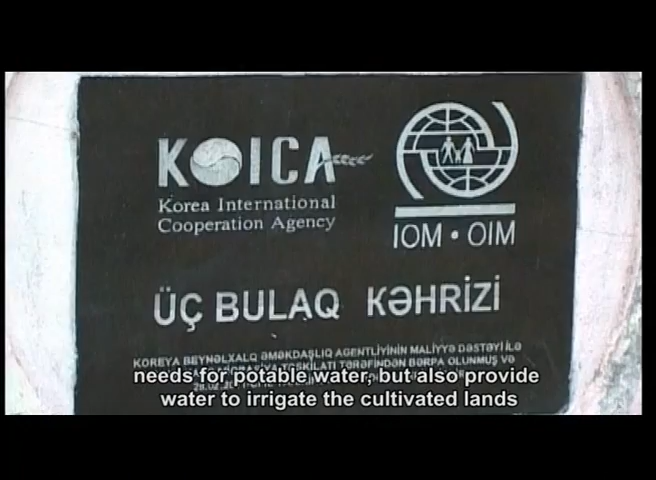 KOICA
Korea International
Cooperation Agency
IOM • OIM
ÜÇ BULAQ KƏHRİZİ
KOREYA BEYNƏLXALQ ƏMƏKDAŞLIQ AGENTLİYİNİN MALİYYƏ DƏSTƏYİ İLƏ
TƏŞKİLATI TƏRƏFİNDƏN BƏRPA OLUNMUŞ VƏ
needs for potable water, but also provide
water to irrigate the cultivated lands